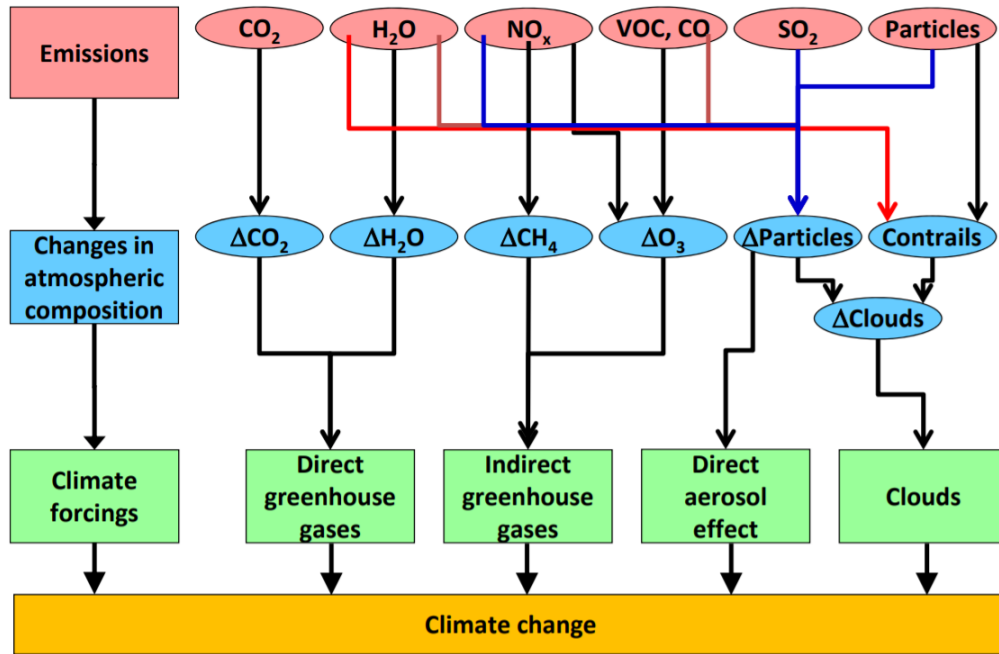 Emissions
CO₂
H₂O
NOₓ
VOC, CO
SO₂
Particles
Changes in
atmospheric
composition
ΔCO₂
ΔH₂O
ΔCH₄
ΔO₃
ΔParticles
Contrails
ΔClouds
Climate
forcings
Direct
greenhouse
gases
Indirect
greenhouse
gases
Direct
aerosol
effect
Clouds
Climate change